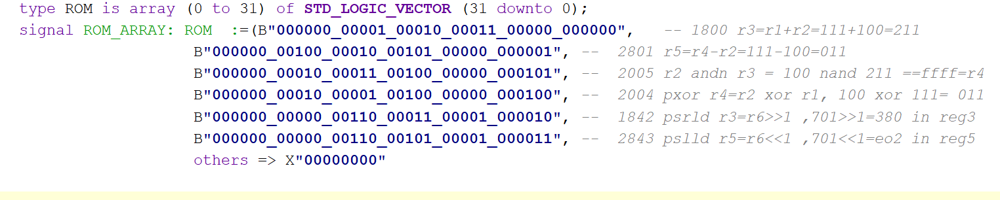 type ROM is array (0 to 31) of STD_LOGIC_VECTOR (31 downto 0);
signal ROM_ARRAY: ROM  :=(B"000000_00001_00010_00011_00000_000000",   -- 1800 r3=r1+r2=111+100=211
B"000000_00100_00010_00101_00000_000001", --  2801 r5=r4-r2=111-100=011
B"000000_00010_00011_00100_00000_000101", --  2005 r2 andn r3 = 100 nand 211 ==ffff=r4
B"000000_00010_00001_00100_00000_000100", --  2004 pxor r4=r2 xor r1, 100 xor 111= 011
B"000000_00000_00110_00011_00001_000010", --  1842 psrld r3=r6>>1 ,701>>1=380 in reg3
B"000000_00000_00110_00101_00001_000011", --  2843 pslld r5=r6<<1 ,701<<1=eo2 in reg5
others => X"00000000"